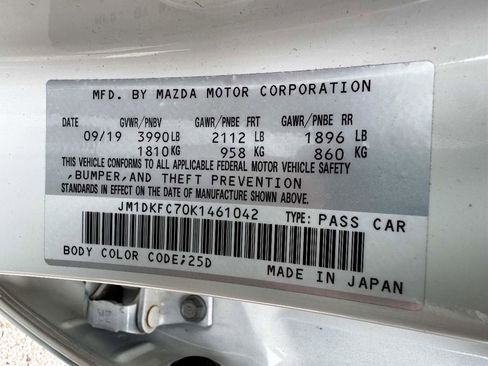 MFD. BY MAZDA MOTOR CORPORATION
DATE GVWR/PNBV GAWR/PNBE FRT GAWR/PNBE RR
09/19 3990LB 2112 LB 1896 LB
1810KG 958 KG 860 KG
THIS VEHICLE CONFORMS TO ALL APPLICABLE FEDERAL MOTOR VEHICLE SAFETY
,BUMPER,AND THEFT PREVENTION
STANDARDS IN EFFECT ON THE DATE OF MANUFACTURE SHOWN ABOVE.
JM1DKFC70K1461042 TYPE: PASS CAR
BODY COLOR CODE;25D
MADE IN JAPAN